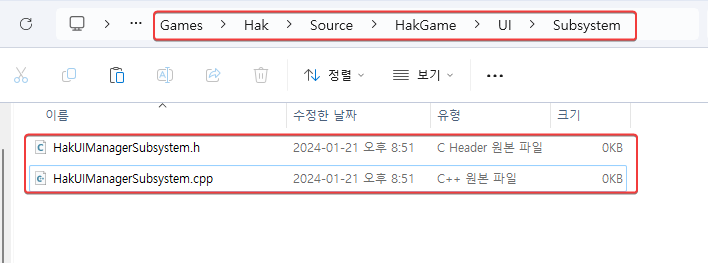 Games > Hak > Source > HakGame > UI > Subsystem
정렬 보기
이름 수정한 날짜 유형 크기
HakUIManagerSubsystem.h 2024-01-21 오후 8:51 C Header 원본 파일 0KB
HakUIManagerSubsystem.cpp 2024-01-21 오후 8:51 C++ 원본 파일 0KB